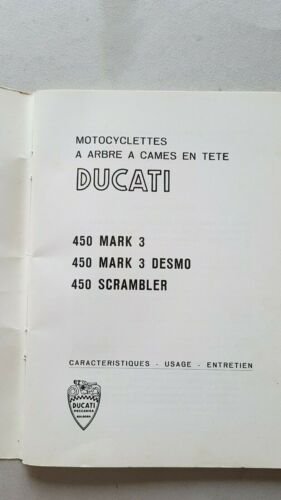 MOTOCYCLETTES
A ARBRE A CAMES EN TETE
DUCATI
450 MARK 3
450 MARK 3 DESMO
450 SCRAMBLER
CARACTERISTIQUES - USAGE - ENTRETIEN
DUCATI
MECCANICA
BOLOGNA